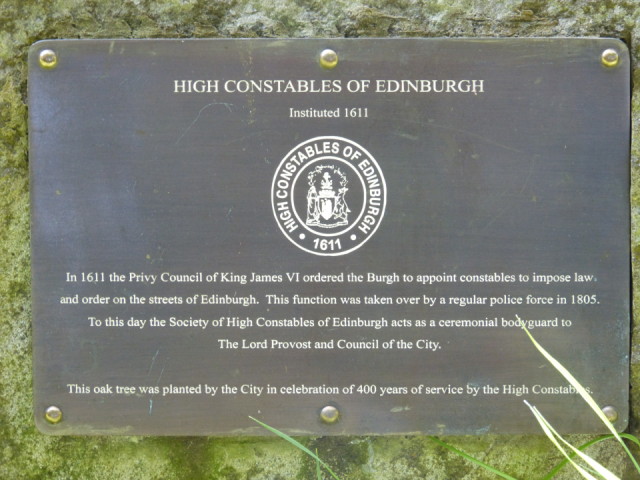 HIGH CONSTABLES OF EDINBURGH
Instituted 1611
HIGH CONSTABLES OF EDINBURGH
• 1611 •
In 1611 the Privy Council of King James VI ordered the Burgh to appoint constables to impose law
and order on the streets of Edinburgh. This function was taken over by a regular police force in 1805.
To this day the Society of High Constables of Edinburgh acts as a ceremonial bodyguard to
The Lord Provost and Council of the City.
This oak tree was planted by the City in celebration of 400 years of service by the High Constables.